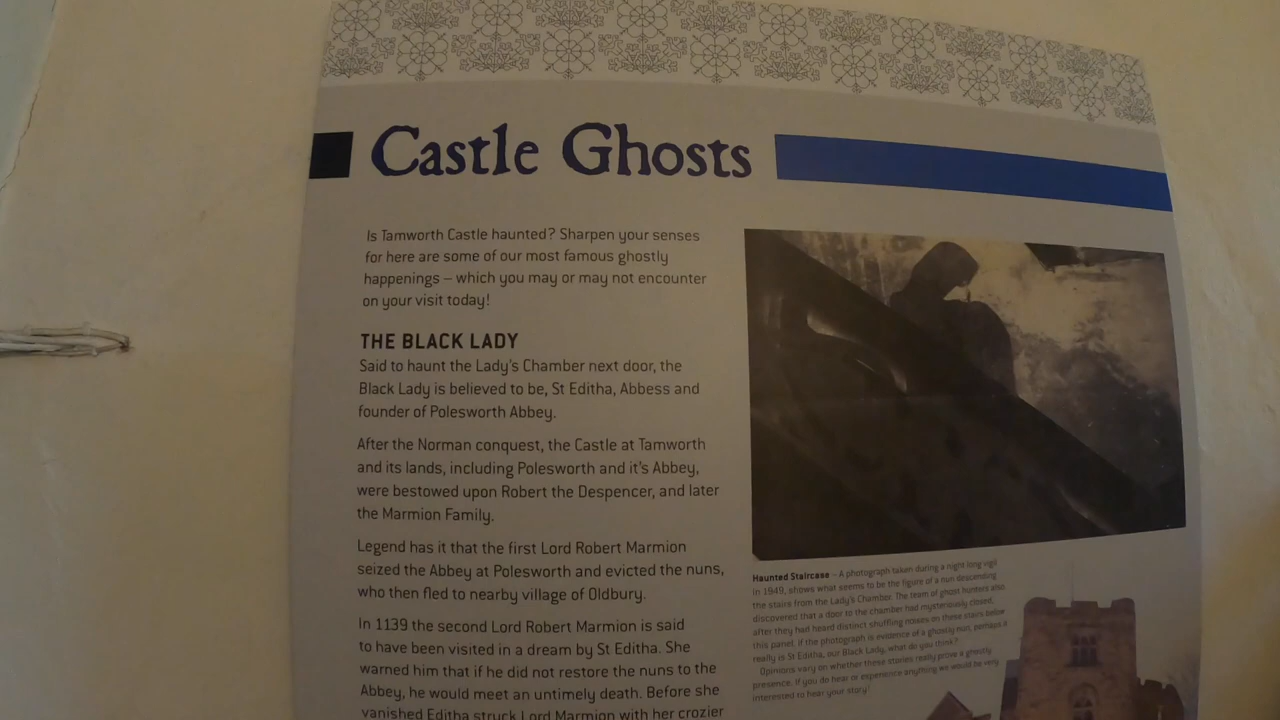 Castle Ghosts
Is Tamworth Castle haunted? Sharpen your senses
for here are some of our most famous ghostly
happenings – which you may or may not encounter
on your visit today!
THE BLACK LADY
Said to haunt the Lady's Chamber next door, the
Black Lady is believed to be, St Editha, Abbess and
founder of Polesworth Abbey.
After the Norman conquest, the Castle at Tamworth
and its lands, including Polesworth and it's Abbey,
were bestowed upon Robert the Despencer, and later
the Marmion Family.
Legend has it that the first Lord Robert Marmion
seized the Abbey at Polesworth and evicted the nuns,
who then fled to nearby village of Oldbury.
In 1139 the second Lord Robert Marmion is said
to have been visited in a dream by St Editha. She
warned him that if he did not restore the nuns to the
Abbey, he would meet an untimely death. Before she
vanished Editha struck Lord Marmion with her crozier
Haunted Staircase – A photograph taken during a night long vigil
in 1949, shows what seems to be the figure of a nun descending
the stairs from the Lady's Chamber. The team of ghost hunters also
discovered that a door to the chamber had mysteriously closed,
after they had heard distinct shuffling noises on these stairs below
this panel. If the photograph is evidence of a ghostly nun, perhaps it
really is St Editha, our Black Lady, what do you think?
Opinions vary on whether these stories really prove a ghostly
presence. If you do hear or experience anything we would be very
interested to hear your story!